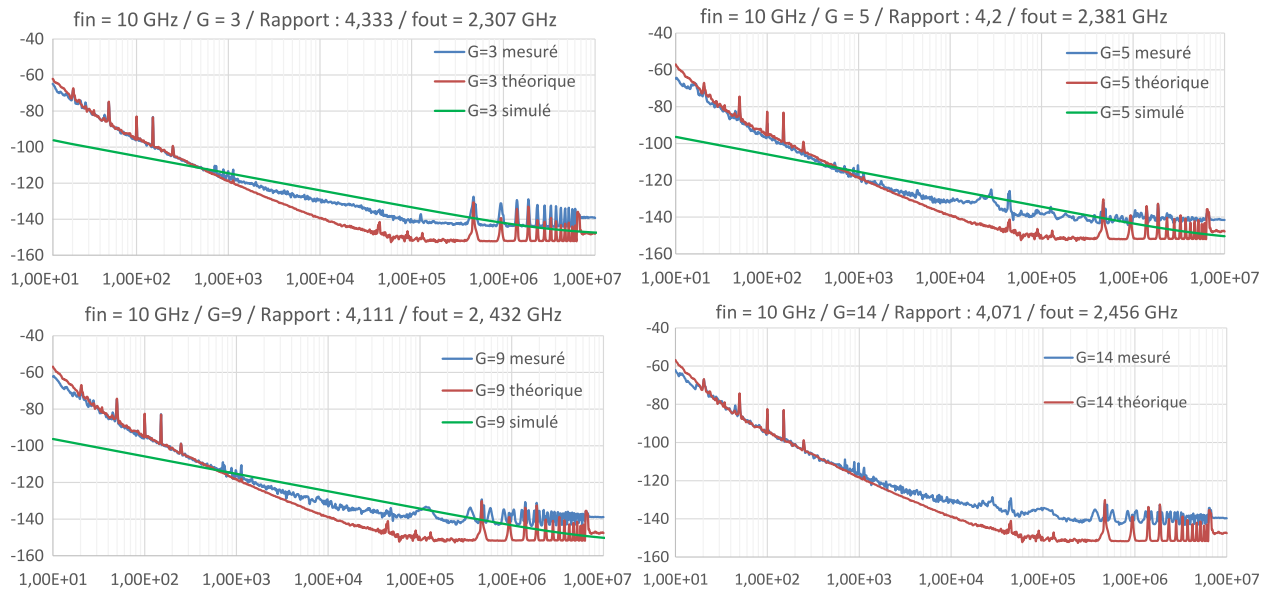 fin = 10 GHz / G = 3 / Rapport : 4,333 / fout = 2,307 GHz
-40
-60
-80
-100
-120
-140
-160
G=3 mesuré
G=3 théorique
G=3 simulé
1,00E+01 1,00E+02 1,00E+03 1,00E+04 1,00E+05 1,00E+06 1,00E+07
fin = 10 GHz / G = 5 / Rapport : 4,2 / fout = 2,381 GHz
-40
-60
-80
-100
-120
-140
-160
G=5 mesuré
G=5 théorique
G=5 simulé
1,00E+01 1,00E+02 1,00E+03 1,00E+04 1,00E+05 1,00E+06 1,00E+07
fin = 10 GHz / G=9 / Rapport : 4,111 / fout = 2, 432 GHz
-40
-60
-80
-100
-120
-140
-160
G=9 mesuré
G=9 théorique
G=9 simulé
1,00E+01 1,00E+02 1,00E+03 1,00E+04 1,00E+05 1,00E+06 1,00E+07
fin = 10 GHz / G=14 / Rapport : 4,071 / fout = 2,456 GHz
-40
-60
-80
-100
-120
-140
-160
G=14 mesuré
G=14 théorique
1,00E+01 1,00E+02 1,00E+03 1,00E+04 1,00E+05 1,00E+06 1,00E+07